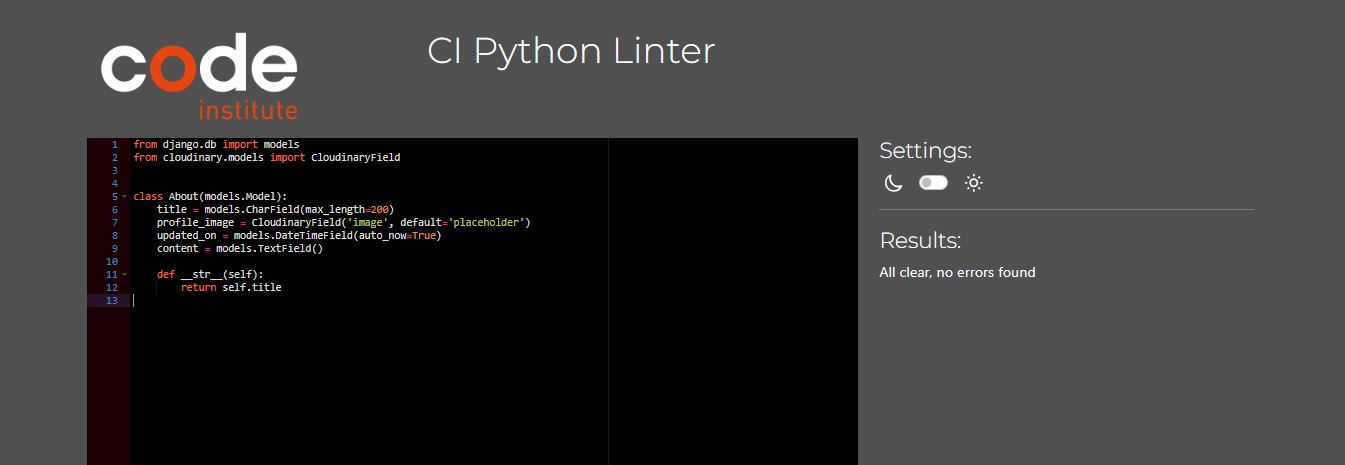 code
institute
CI Python Linter
1 from django.db import models
2 from cloudinary.models import CloudinaryField
3
4
5 class About(models.Model):
6     title = models.CharField(max_length=200)
7     profile_image = CloudinaryField('image', default='placeholder')
8     updated_on = models.DateTimeField(auto_now=True)
9     content = models.TextField()
10
11     def __str__(self):
12         return self.title
13
Settings:
Results:
All clear, no errors found